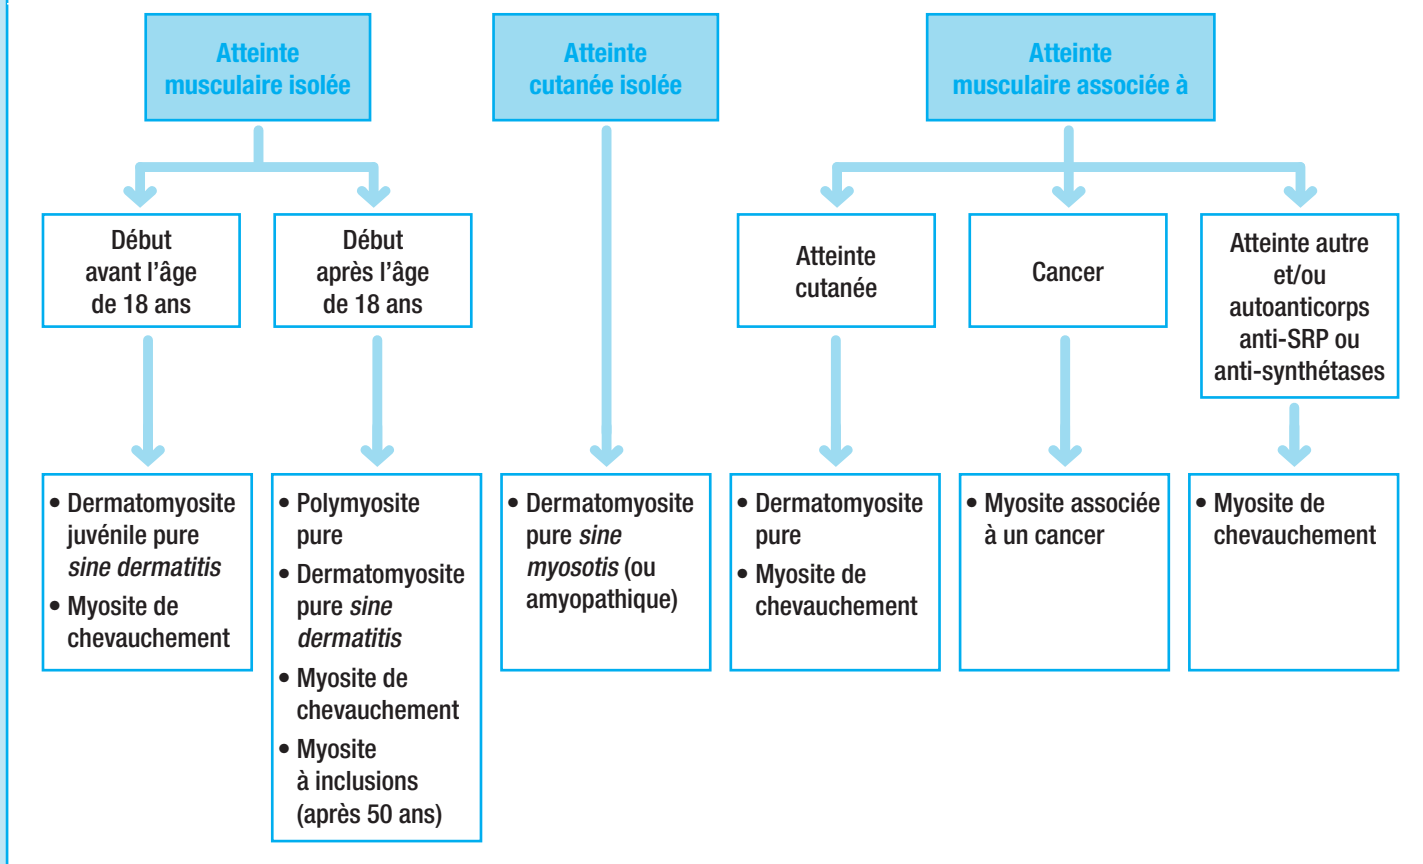 Atteinte
musculaire isolée
Atteinte
cutanée isolée
Atteinte
musculaire associée à
Début
avant l’âge
de 18 ans
Début
après l’âge
de 18 ans
Atteinte
cutanée
Cancer
Atteinte autre
et/ou
autoanticorps
anti-SRP ou
anti-synthétases
• Dermatomyosite
juvénile pure
sine dermatitis
• Myosite de
chevauchement
• Polymyosite
pure
• Dermatomyosite
pure sine
dermatitis
• Myosite de
chevauchement
• Myosite
à inclusions
(après 50 ans)
• Dermatomyosite
pure sine
myosotis (ou
amyopathique)
• Dermatomyosite
pure
• Myosite de
chevauchement
• Myosite associée
à un cancer
• Myosite de
chevauchement